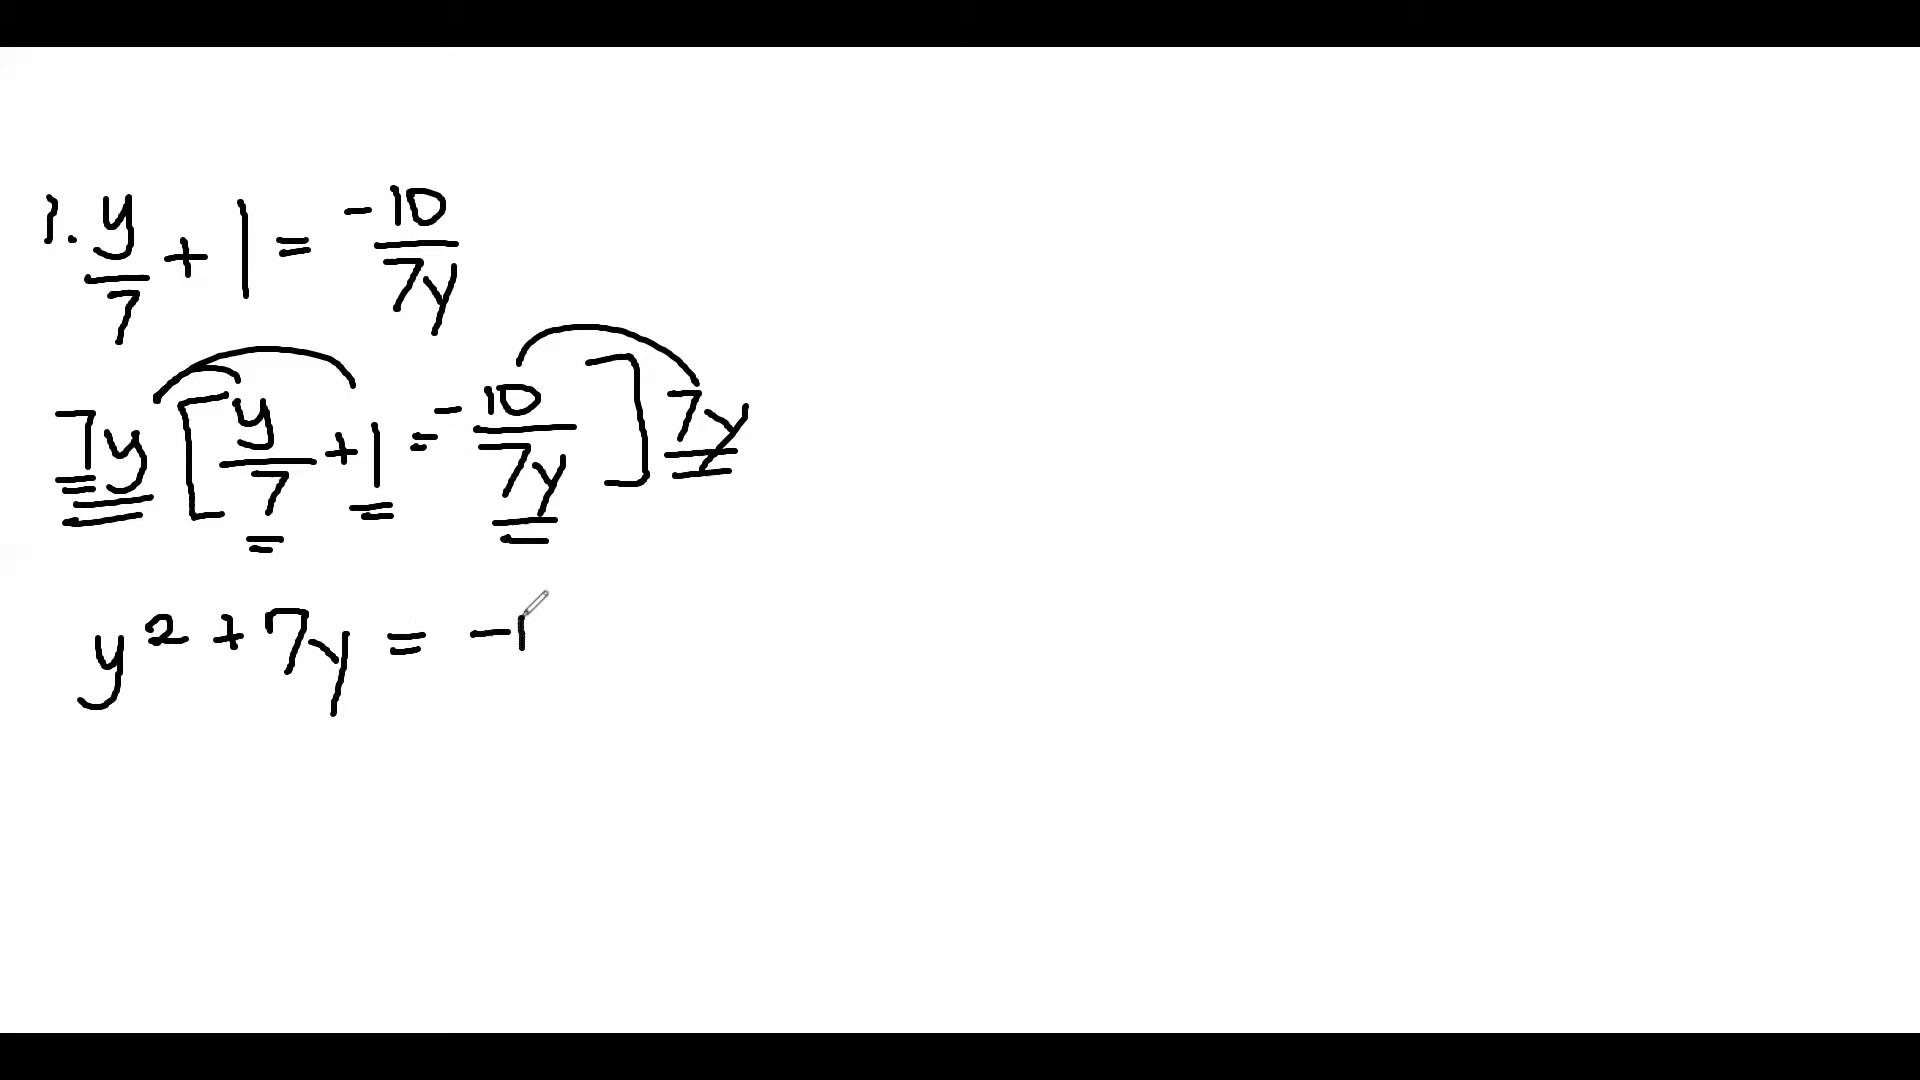 1. y/7 + 1 = -10/7y
7y [y/7 + 1 = -10/7y] 7y
y² + 7y = -1